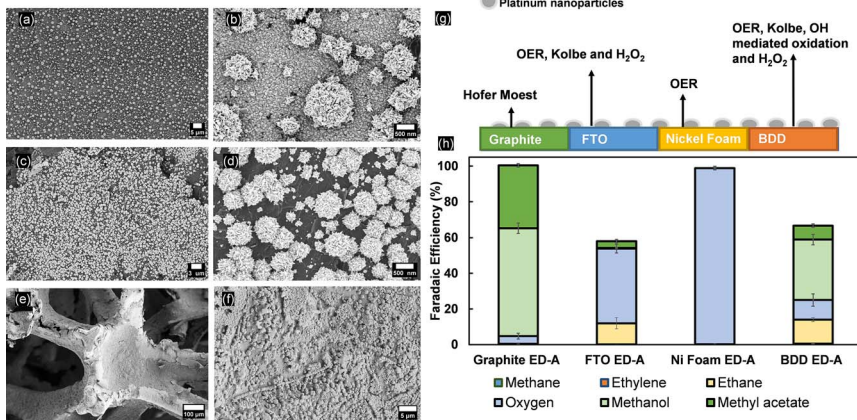 Platinum nanoparticles
(a)
5 µm
(b)
500 nm
(c)
3 µm
(d)
500 nm
(e)
100 µm
(f)
5 µm
(g)
OER, Kolbe, OH
mediated oxidation
and H₂O₂
OER, Kolbe and H₂O₂
OER
Hofer Moest
Graphite
FTO
Nickel Foam
BDD
(h)
Faradaic Efficiency (%)
100
80
60
40
20
0
Graphite ED-A
FTO ED-A
Ni Foam ED-A
BDD ED-A
Methane
Ethylene
Ethane
Oxygen
Methanol
Methyl acetate